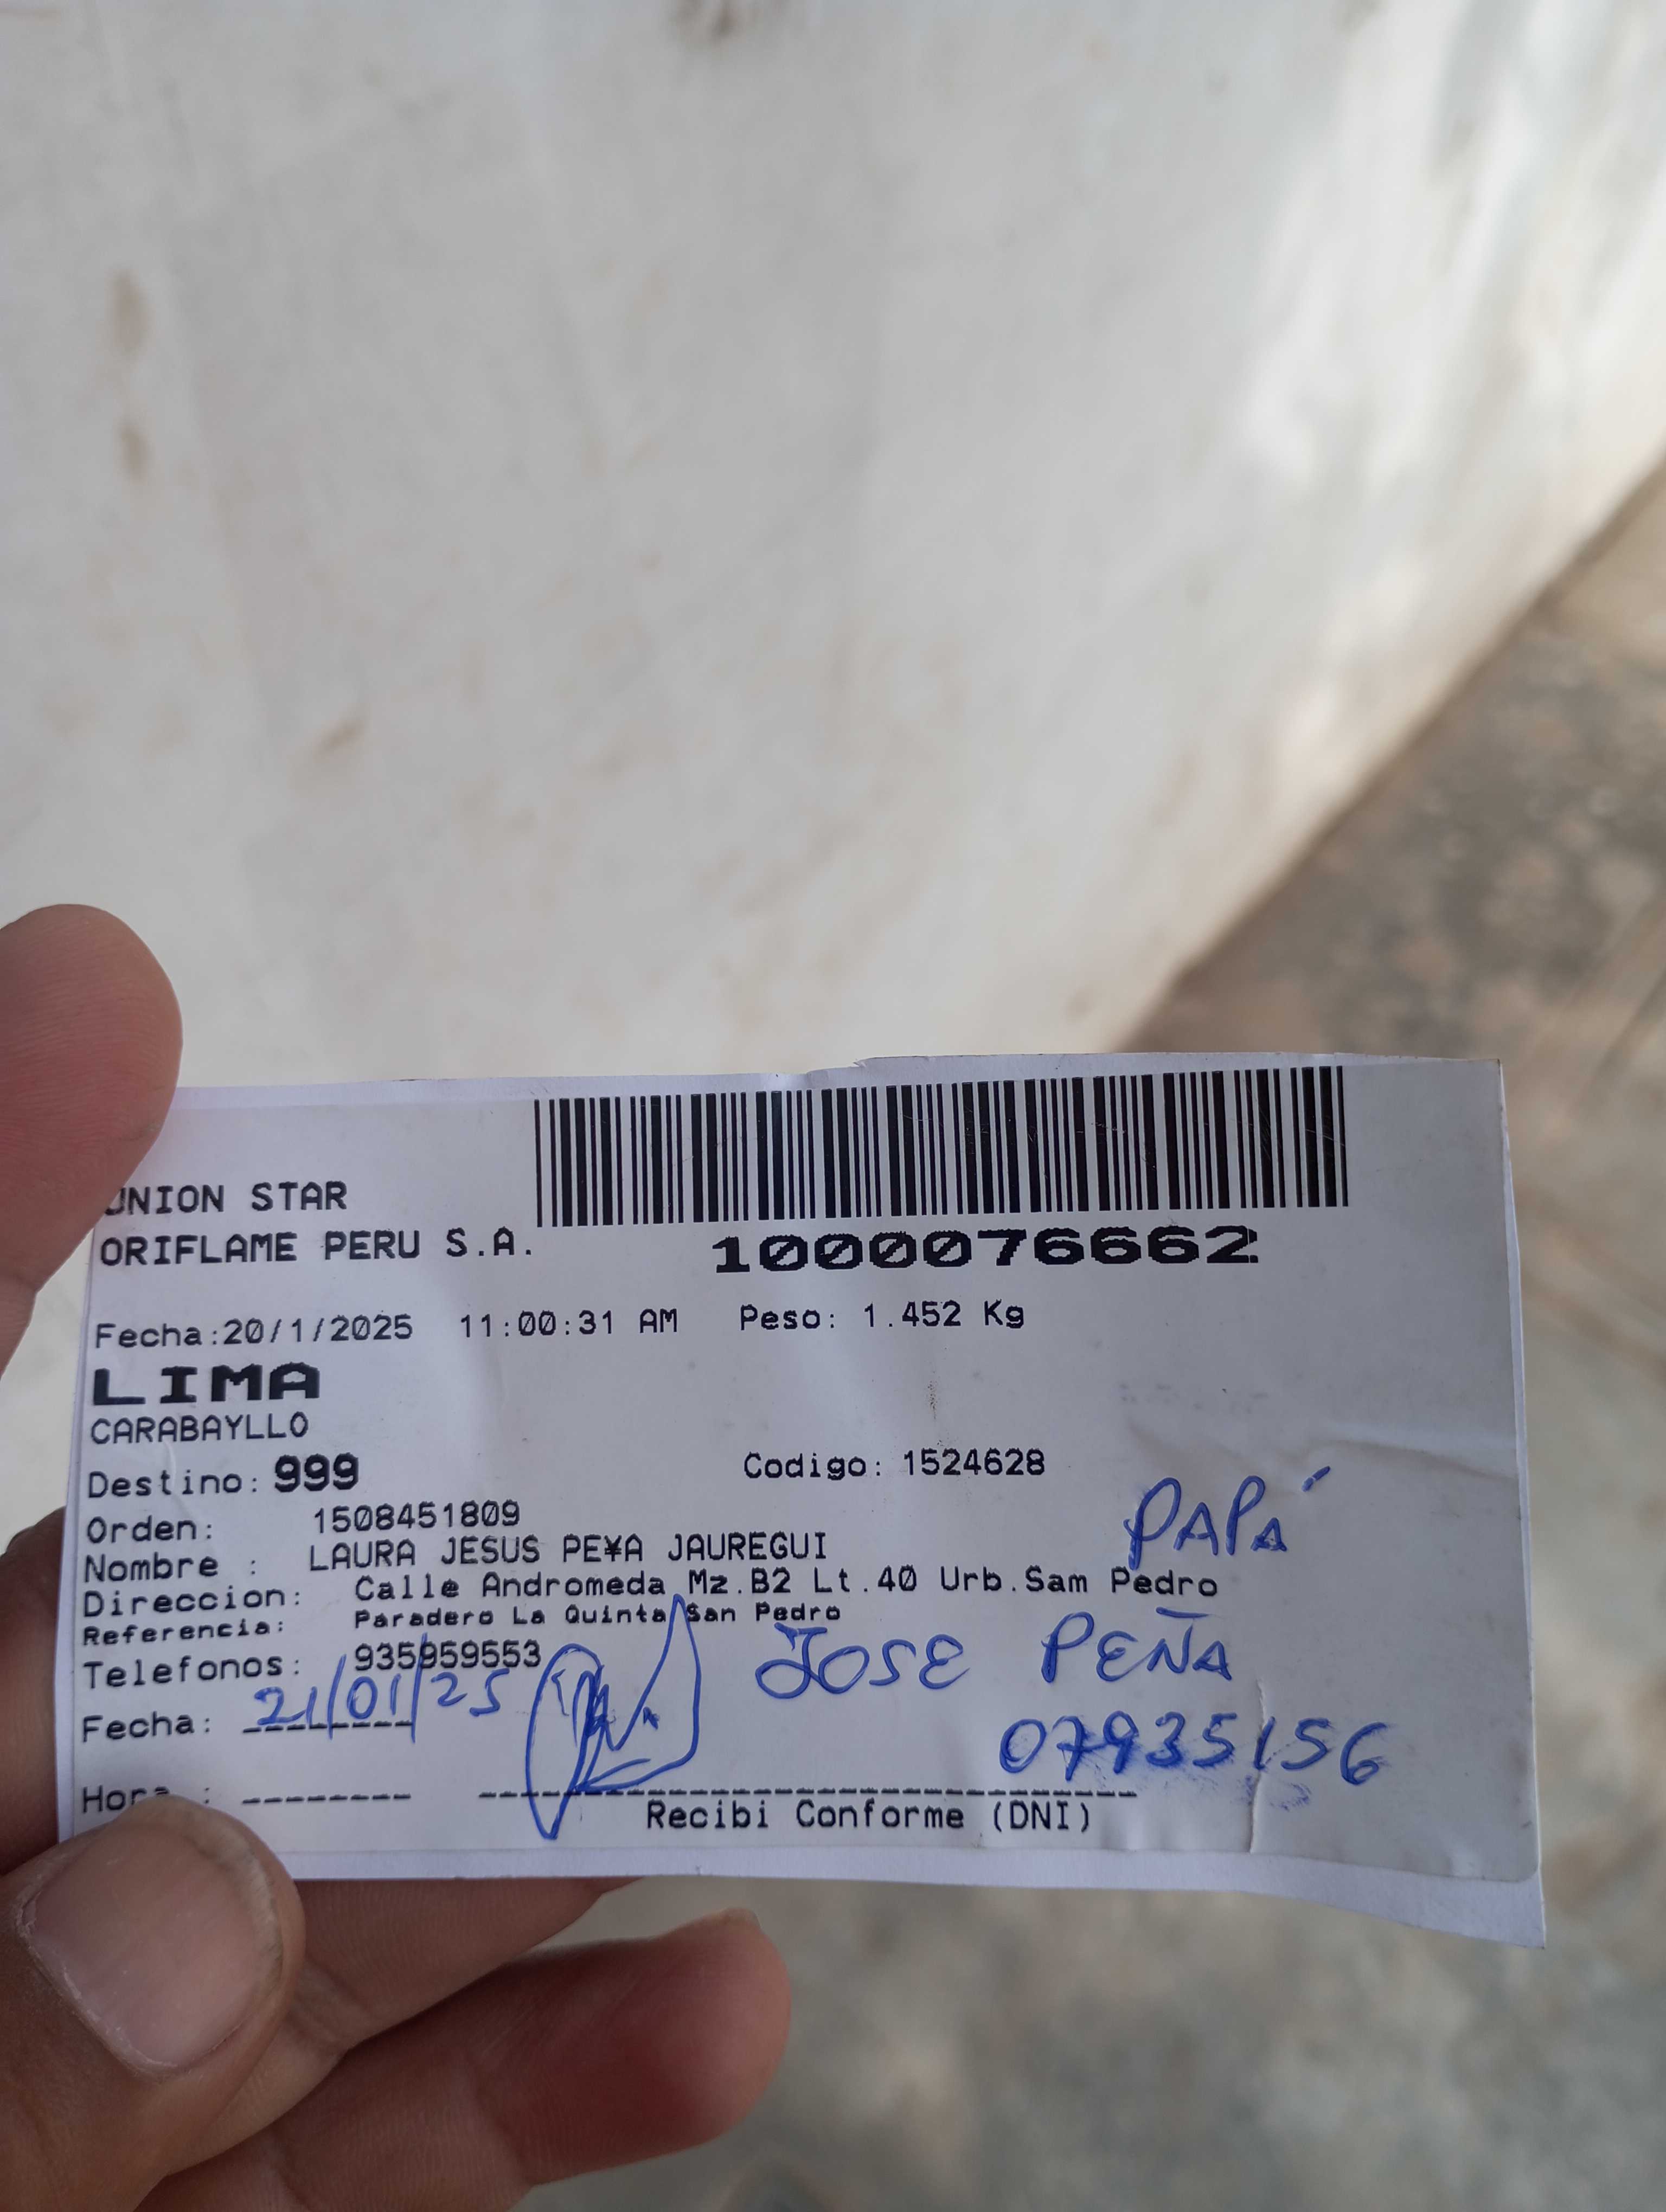 UNION STAR
ORIFLAME PERU S.A.
1000076662
Fecha:20/1/2025 11:00:31 AM Peso: 1.452 Kg
LIMA
CARABAYLLO
Destino: 999 Codigo: 1524628
Orden: 1508451809
PAPÁ
Nombre : LAURA JESUS PE¥A JAUREGUI
Direccion: Calle Andromeda Mz.B2 Lt.40 Urb.Sam Pedro
Referencia: Paradero La Quinta San Pedro
Telefonos: 935959553
JOSE PEÑA
Fecha: 21/01/25
07935156
Hora :
Recibi Conforme (DNI)